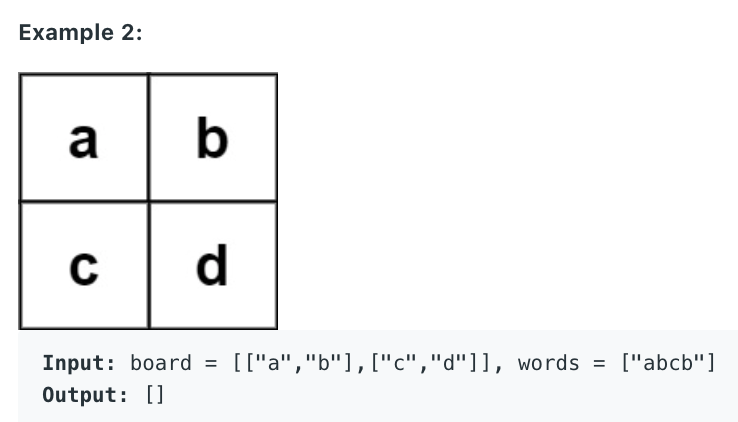 Example 2:
a b
c d
Input: board = [["a","b"],["c","d"]], words = ["abcb"]
Output: []